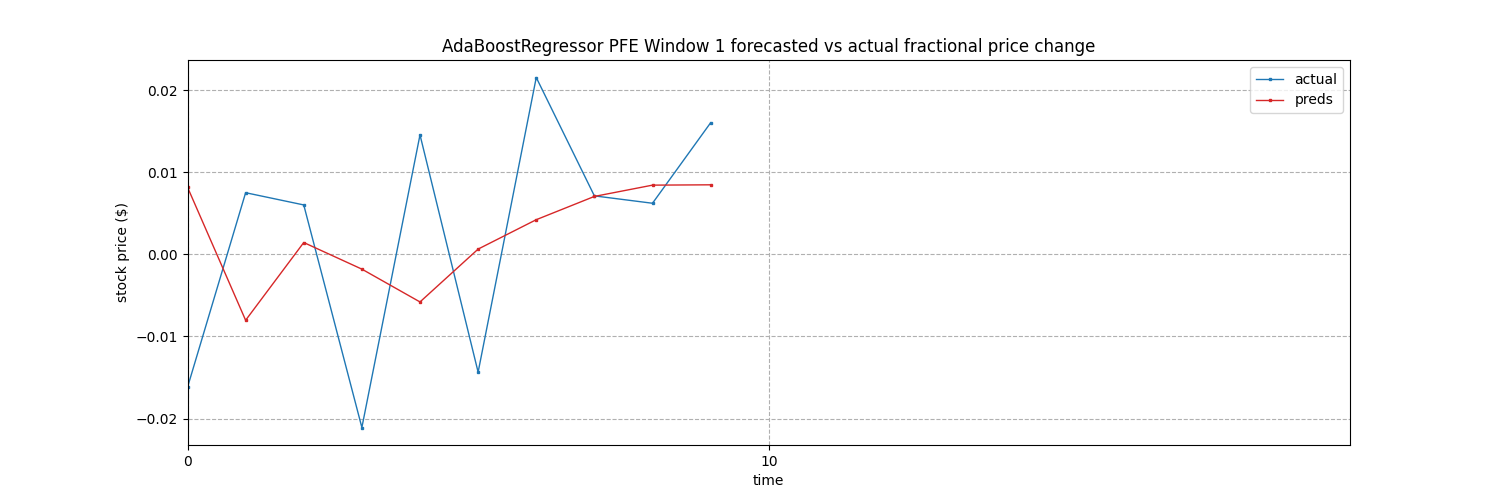 AdaBoostRegressor PFE Window 1 forecasted vs actual fractional price change
actual
preds
stock price ($)
0.02
0.01
0.00
−0.01
−0.02
0
10
time